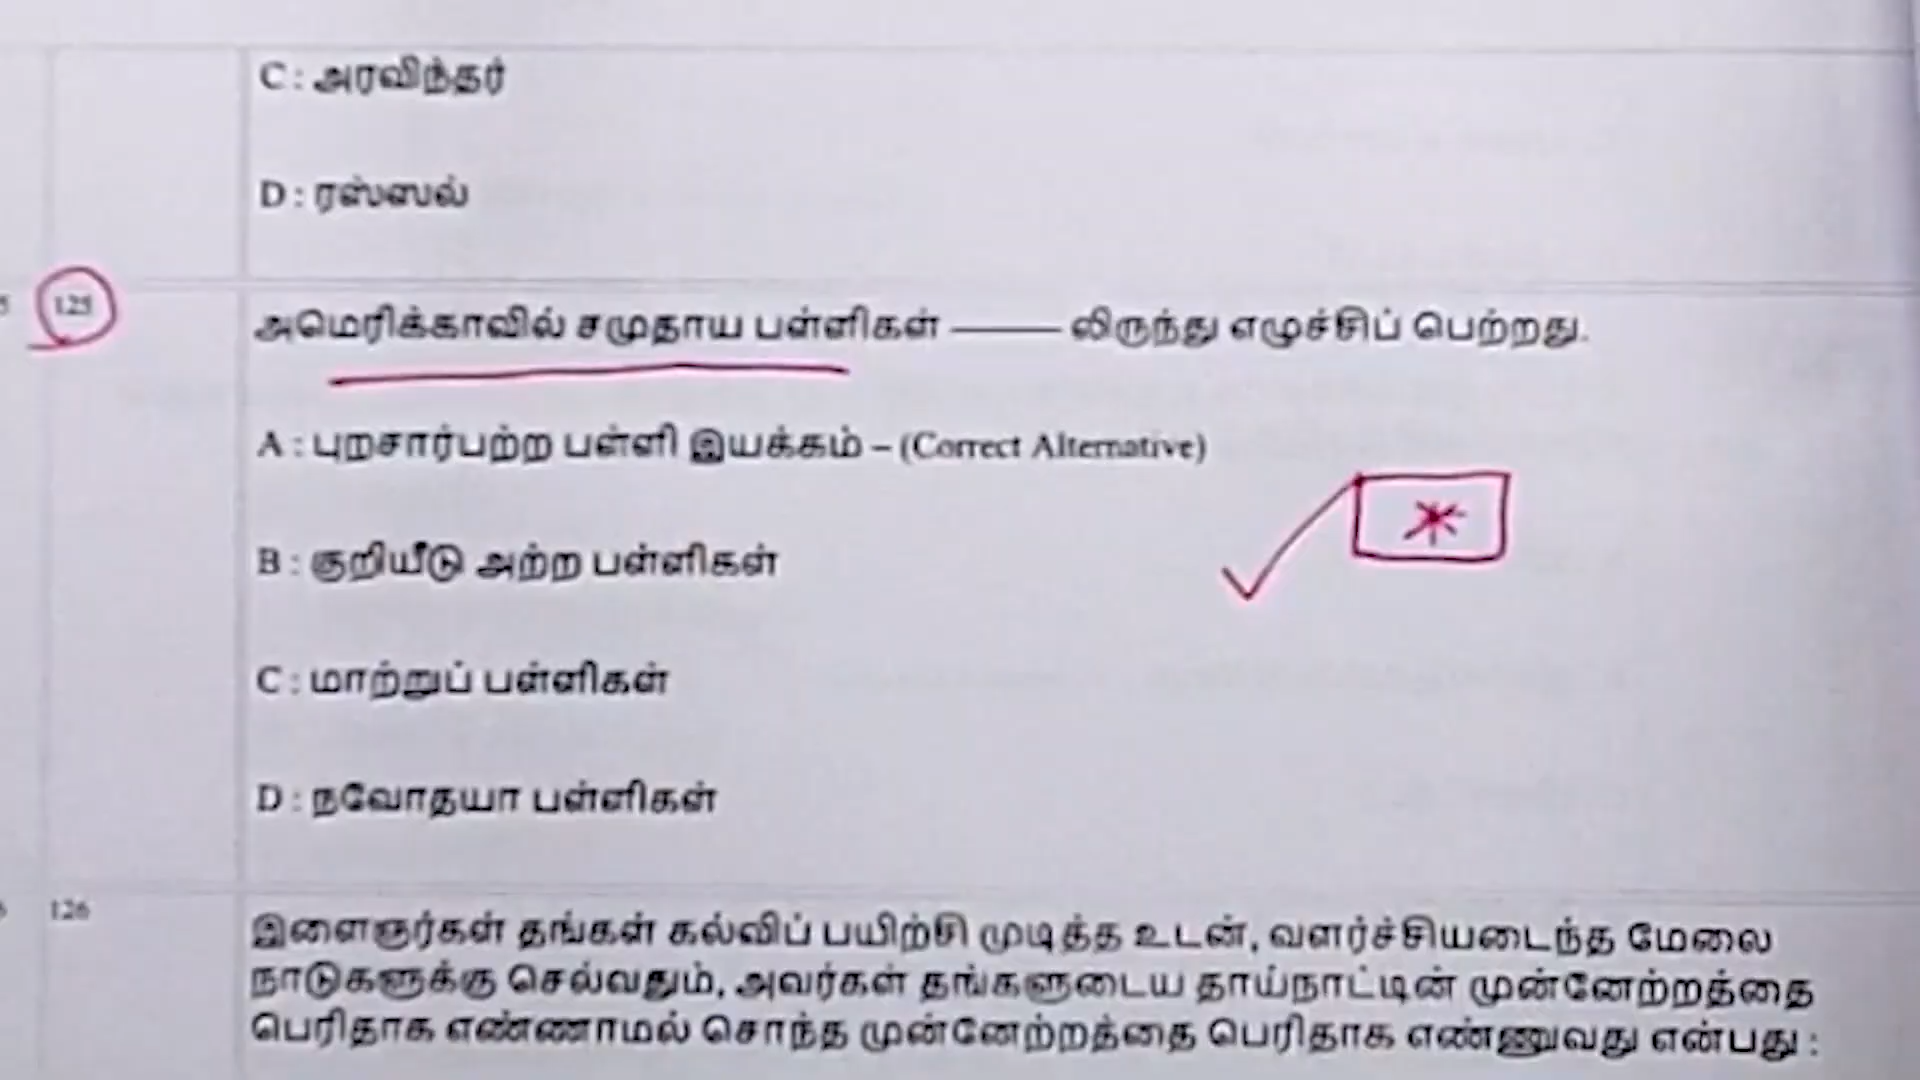 C : அரவிந்தர்
D : ரஸ்ஸல்
125
அமெரிக்காவில் சமுதாய பள்ளிகள் ——— லிருந்து எழுச்சிப் பெற்றது.
A : புறசார்பற்ற பள்ளி இயக்கம் – (Correct Alternative)
B : குறியீடு அற்ற பள்ளிகள்
C : மாற்றுப் பள்ளிகள்
D : நவோதயா பள்ளிகள்
126
இளைஞர்கள் தங்கள் கல்விப் பயிற்சி முடித்த உடன், வளர்ச்சியடைந்த மேலை
நாடுகளுக்கு செல்வதும், அவர்கள் தங்களுடைய தாய்நாட்டின் முன்னேற்றத்தை
பெரிதாக எண்ணாமல் சொந்த முன்னேற்றத்தை பெரிதாக எண்ணுவது என்பது :